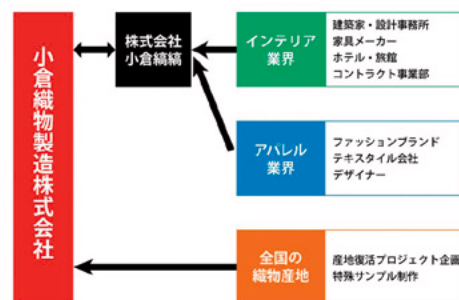 小倉織物製造株式会社
株式会社
小倉縞縞
インテリア
業界
建築家・設計事務所
家具メーカー
ホテル・旅館
コントラクト事業部
アパレル
業界
ファッションブランド
テキスタイル会社
デザイナー
全国の
織物産地
産地復活プロジェクト企画
特殊サンプル制作